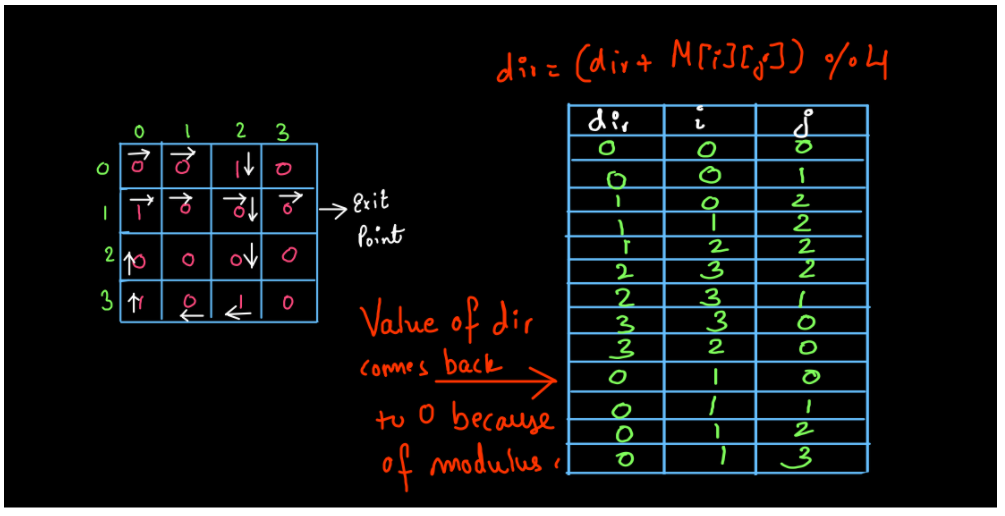 dir = (dir + M[i][j]) % 4
0 1 2 3
0 0 0 1 0
1 1 0 0 0
2 0 0 0 0
3 1 0 1 0
→ Exit
Point
Value of dir
comes back
to 0 because
of modulus.
dir i j
0 0 0
0 0 1
1 0 2
1 1 2
1 2 2
2 3 2
2 3 1
3 3 0
3 2 0
0 1 0
0 1 1
0 1 2
0 1 3